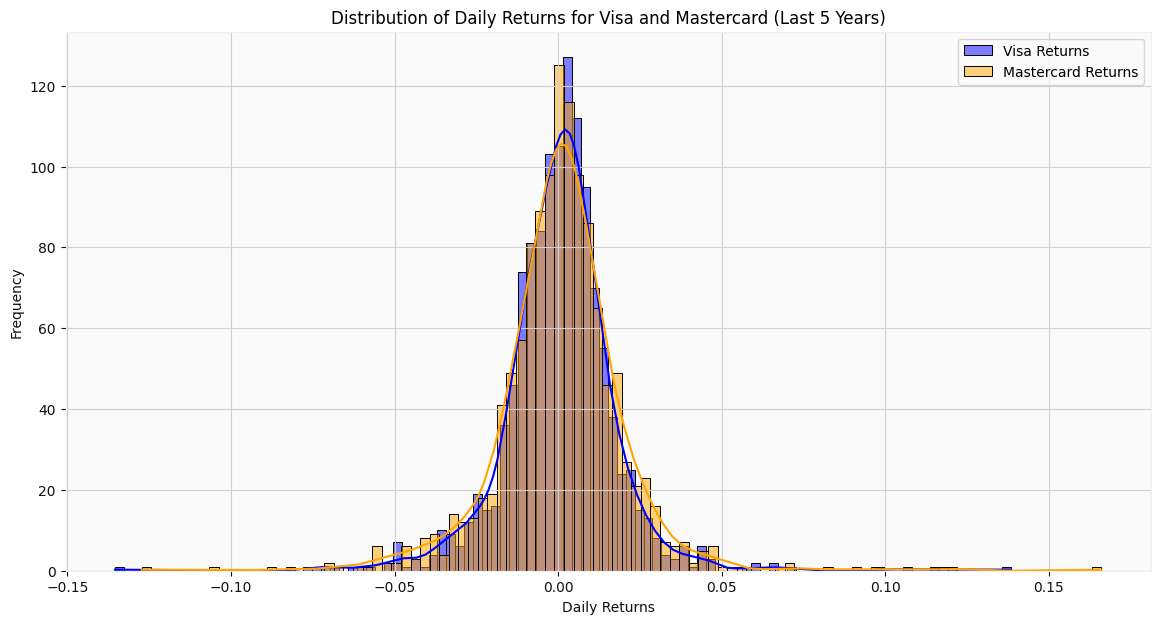 Distribution of Daily Returns for Visa and Mastercard (Last 5 Years)
Visa Returns
Mastercard Returns
Frequency
120
100
80
60
40
20
0
−0.15
−0.10
−0.05
0.00
0.05
0.10
0.15
Daily Returns